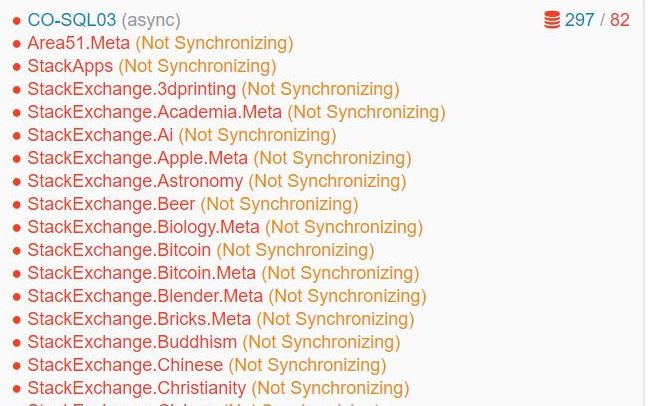 CO-SQL03 (async) 297 / 82
Area51.Meta (Not Synchronizing)
StackApps (Not Synchronizing)
StackExchange.3dprinting (Not Synchronizing)
StackExchange.Academia.Meta (Not Synchronizing)
StackExchange.Ai (Not Synchronizing)
StackExchange.Apple.Meta (Not Synchronizing)
StackExchange.Astronomy (Not Synchronizing)
StackExchange.Beer (Not Synchronizing)
StackExchange.Biology.Meta (Not Synchronizing)
StackExchange.Bitcoin (Not Synchronizing)
StackExchange.Bitcoin.Meta (Not Synchronizing)
StackExchange.Blender.Meta (Not Synchronizing)
StackExchange.Bricks.Meta (Not Synchronizing)
StackExchange.Buddhism (Not Synchronizing)
StackExchange.Chinese (Not Synchronizing)
StackExchange.Christianity (Not Synchronizing)